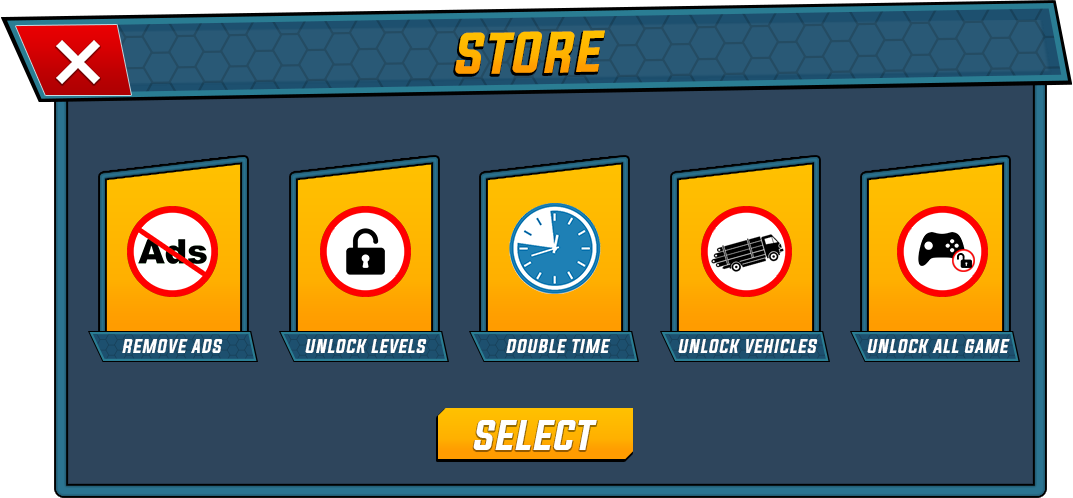 STORE
Ads
REMOVE ADS
UNLOCK LEVELS
DOUBLE TIME
UNLOCK VEHICLES
UNLOCK ALL GAME
SELECT